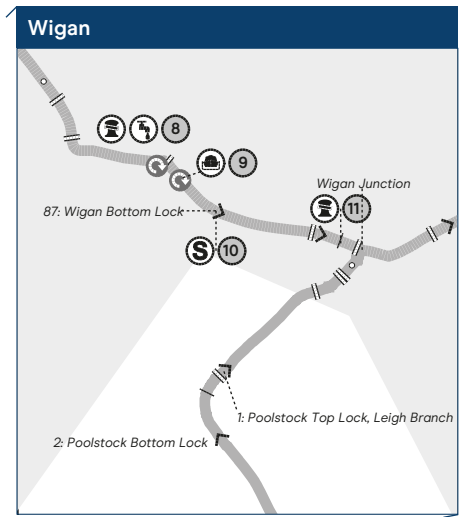 Wigan
8
9
Wigan Junction
11
87: Wigan Bottom Lock
S 10
1: Poolstock Top Lock, Leigh Branch
2: Poolstock Bottom Lock